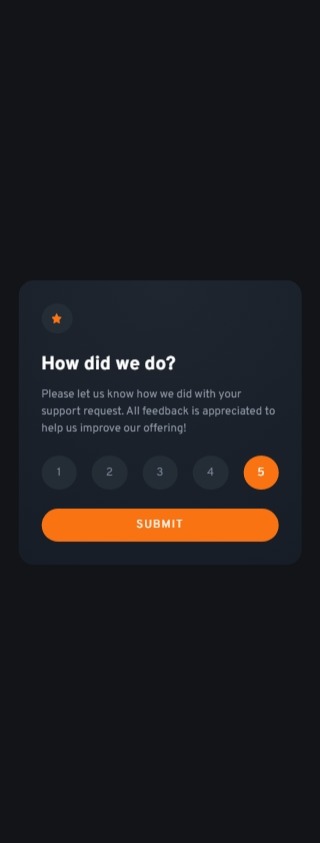 How did we do?
Please let us know how we did with your
support request. All feedback is appreciated to
help us improve our offering!
1 2 3 4 5
SUBMIT